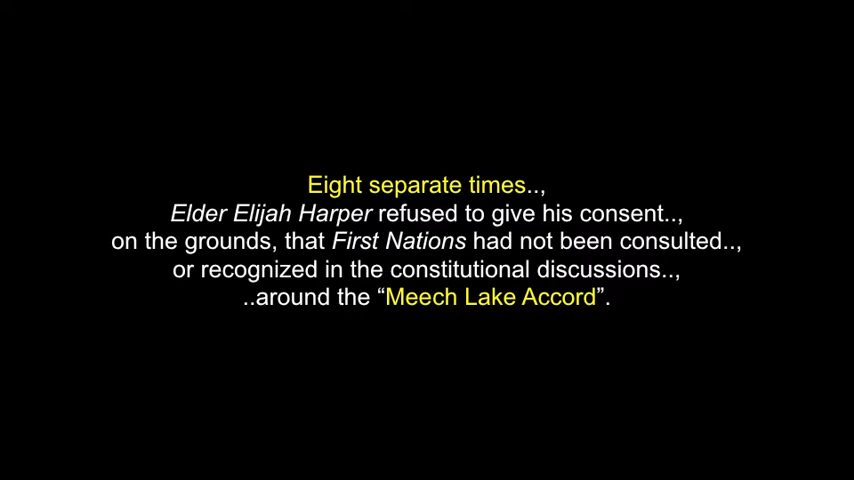 Eight separate times..,
Elder Elijah Harper refused to give his consent..,
on the grounds, that First Nations had not been consulted..,
or recognized in the constitutional discussions..,
..around the “Meech Lake Accord”.